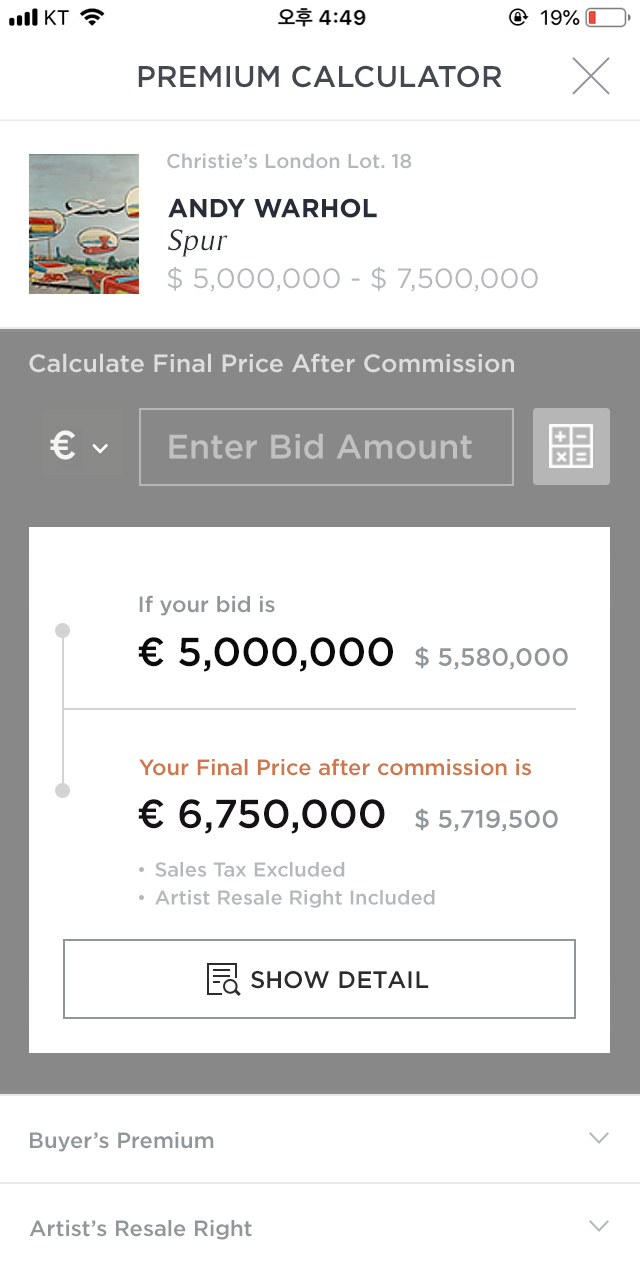 KT 오후 4:49 19%
PREMIUM CALCULATOR
Christie’s London Lot. 18
ANDY WARHOL
Spur
$ 5,000,000 - $ 7,500,000
Calculate Final Price After Commission
€ Enter Bid Amount
If your bid is
€ 5,000,000 $ 5,580,000
Your Final Price after commission is
€ 6,750,000 $ 5,719,500
• Sales Tax Excluded
• Artist Resale Right Included
SHOW DETAIL
Buyer’s Premium
Artist’s Resale Right